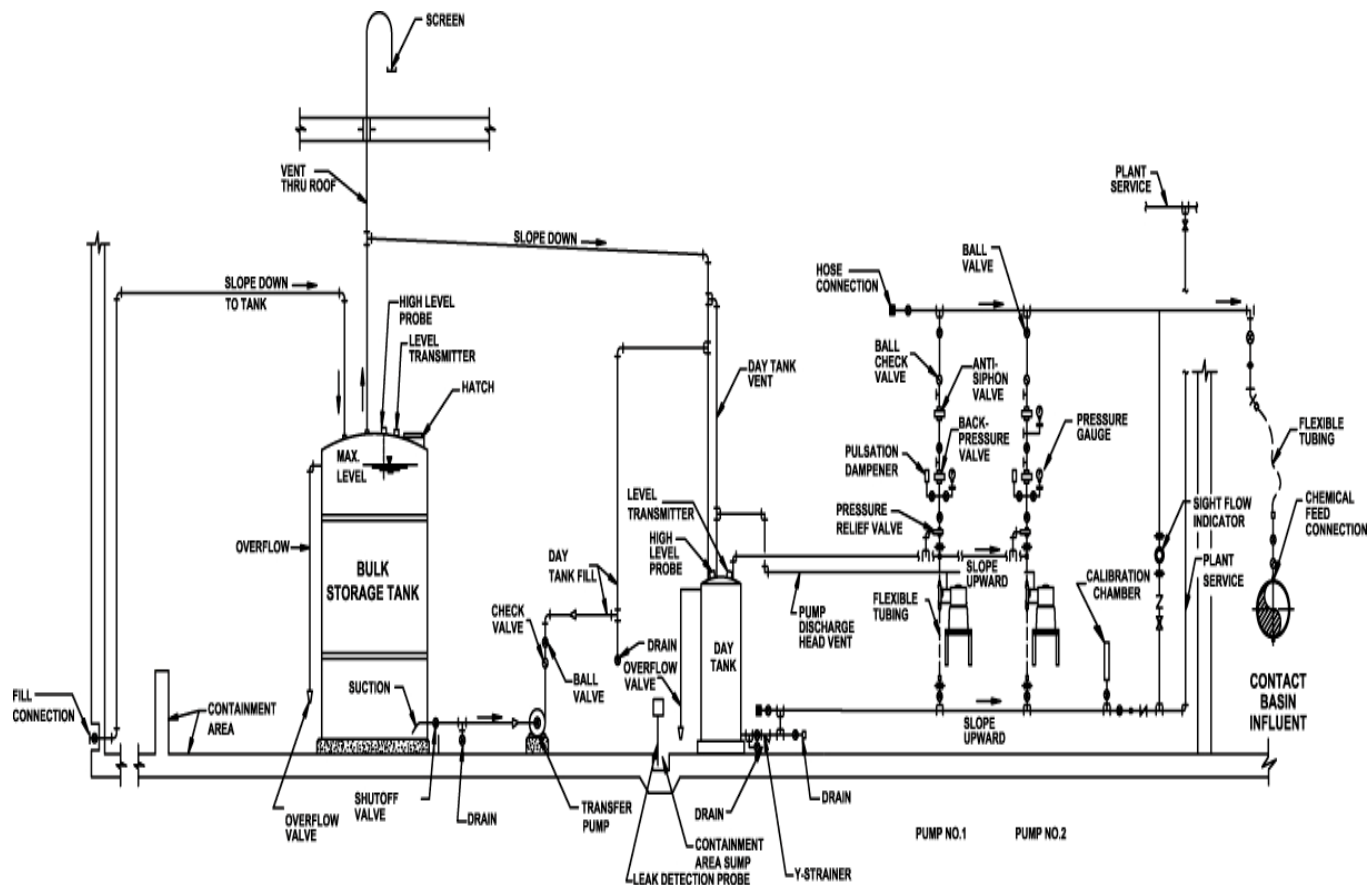 SCREEN
VENT
THRU ROOF
SLOPE DOWN
PLANT
SERVICE
SLOPE DOWN
TO TANK
HIGH LEVEL
PROBE
LEVEL
TRANSMITTER
HATCH
HOSE
CONNECTION
BALL
VALVE
DAY TANK
VENT
BALL
CHECK
VALVE
ANTI-
SIPHON
VALVE
MAX.
LEVEL
PULSATION
DAMPENER
BACK-
PRESSURE
VALVE
PRESSURE
GAUGE
FLEXIBLE
TUBING
LEVEL
TRANSMITTER
PRESSURE
RELIEF VALVE
SIGHT FLOW
INDICATOR
CHEMICAL
FEED
CONNECTION
OVERFLOW
BULK
STORAGE TANK
DAY
TANK FILL
HIGH
LEVEL
PROBE
SLOPE
UPWARD
CALIBRATION
CHAMBER
PLANT
SERVICE
CHECK
VALVE
BALL
VALVE
DRAIN
OVERFLOW
VALVE
DAY
TANK
PUMP
DISCHARGE
HEAD VENT
FLEXIBLE
TUBING
FILL
CONNECTION
CONTAINMENT
AREA
SUCTION
SLOPE
UPWARD
CONTACT
BASIN
INFLUENT
OVERFLOW
VALVE
SHUTOFF
VALVE
DRAIN
TRANSFER
PUMP
DRAIN
DRAIN
CONTAINMENT
AREA SUMP
LEAK DETECTION PROBE
Y-STRAINER
PUMP NO.1
PUMP NO.2